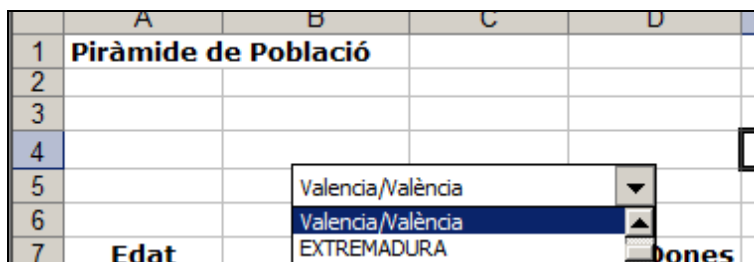 A B C D
1 Piràmide de Població
2
3
4
5 Valencia/València
6 Valencia/València
7 Edat EXTREMADURA Dones